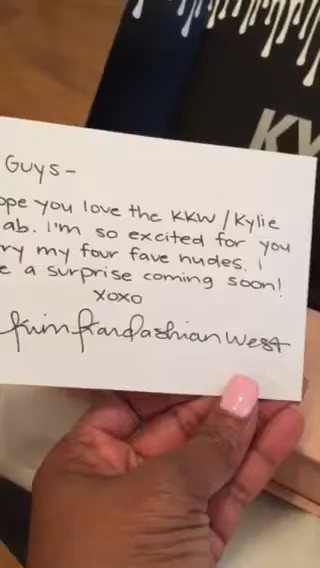 KY
Guys-
ope you love the KKW/Kylie
ab. I'm so excited for you
ry my four fave nudes. I
e a surprise coming soon!
xoxo
Kim Kardashian West